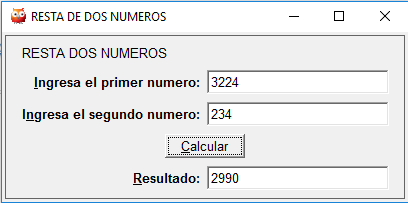 RESTA DE DOS NUMEROS
RESTA DOS NUMEROS
Ingresa el primer numero: 3224
Ingresa el segundo numero: 234
Calcular
Resultado: 2990